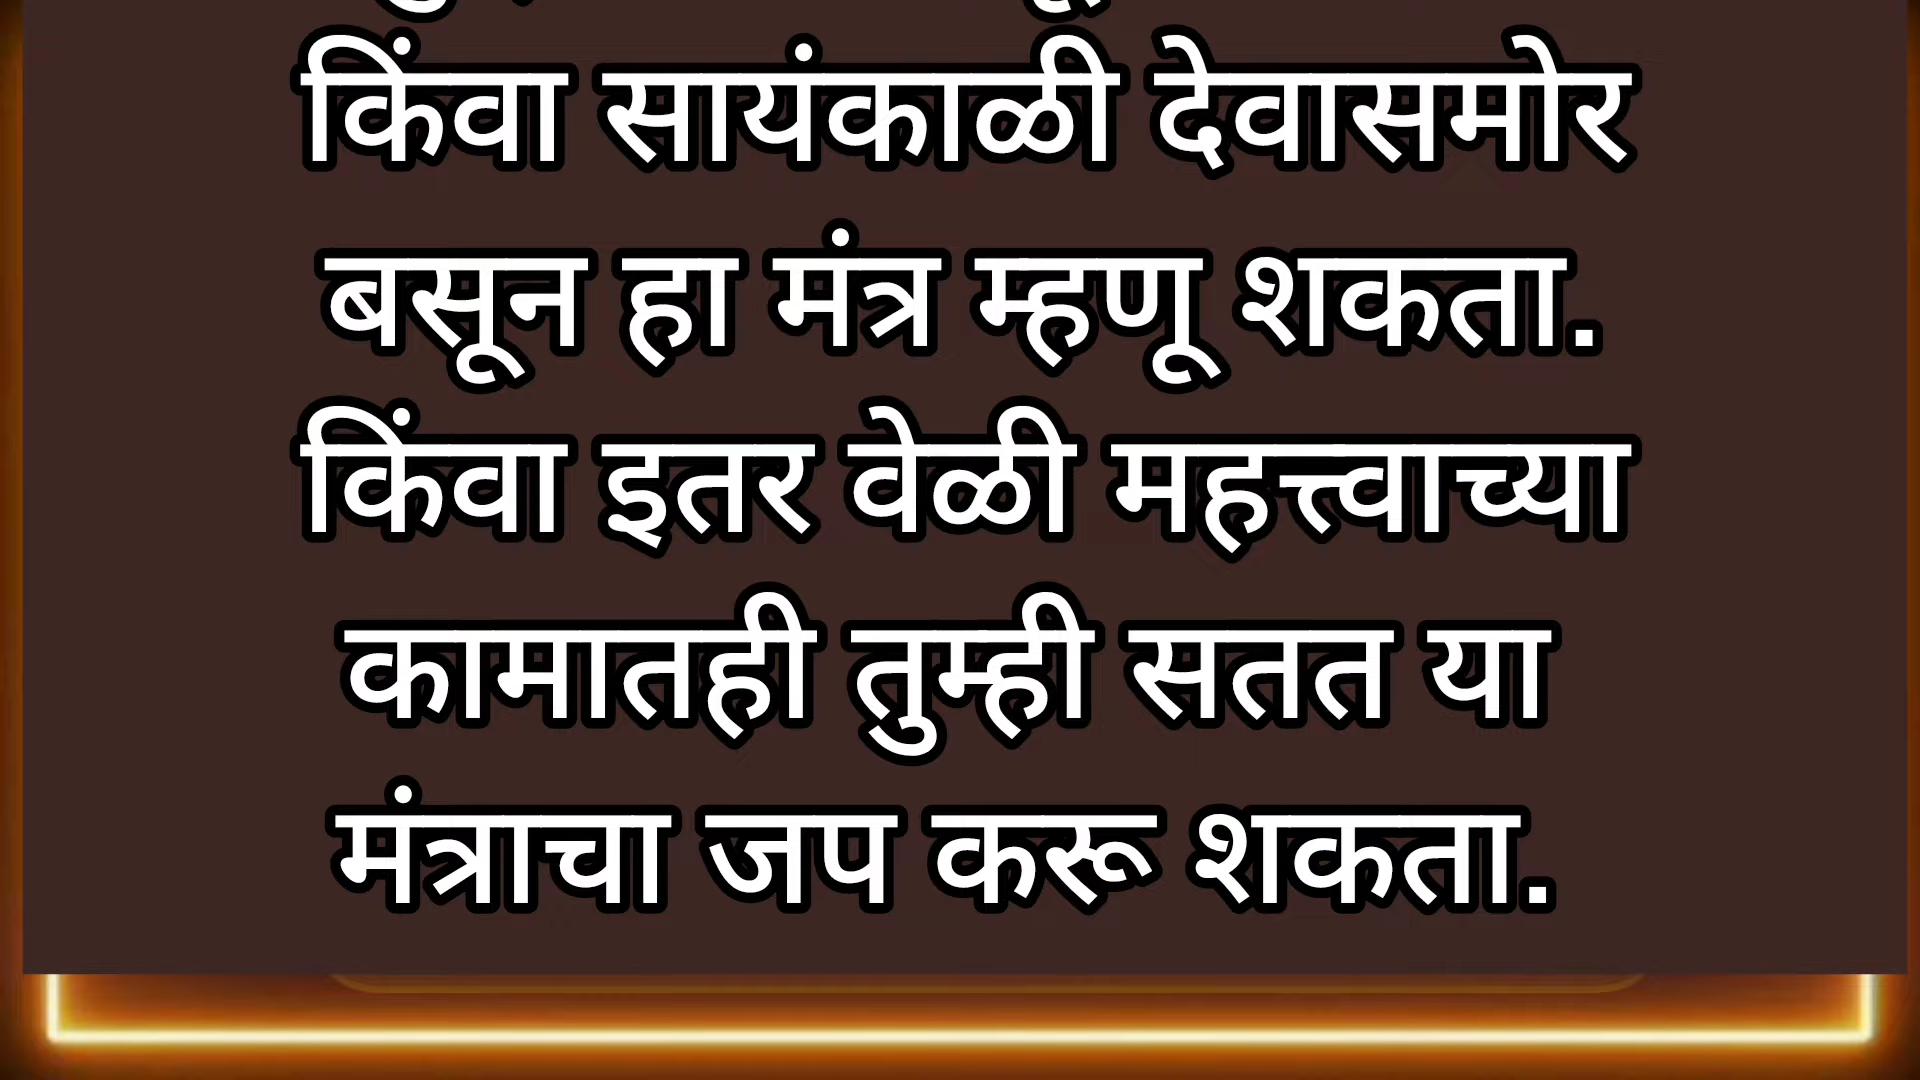 किंवा सायंकाळी देवासमोर
बसून हा मंत्र म्हणू शकता.
किंवा इतर वेळी महत्त्वाच्या
कामातही तुम्ही सतत या
मंत्राचा जप करू शकता.